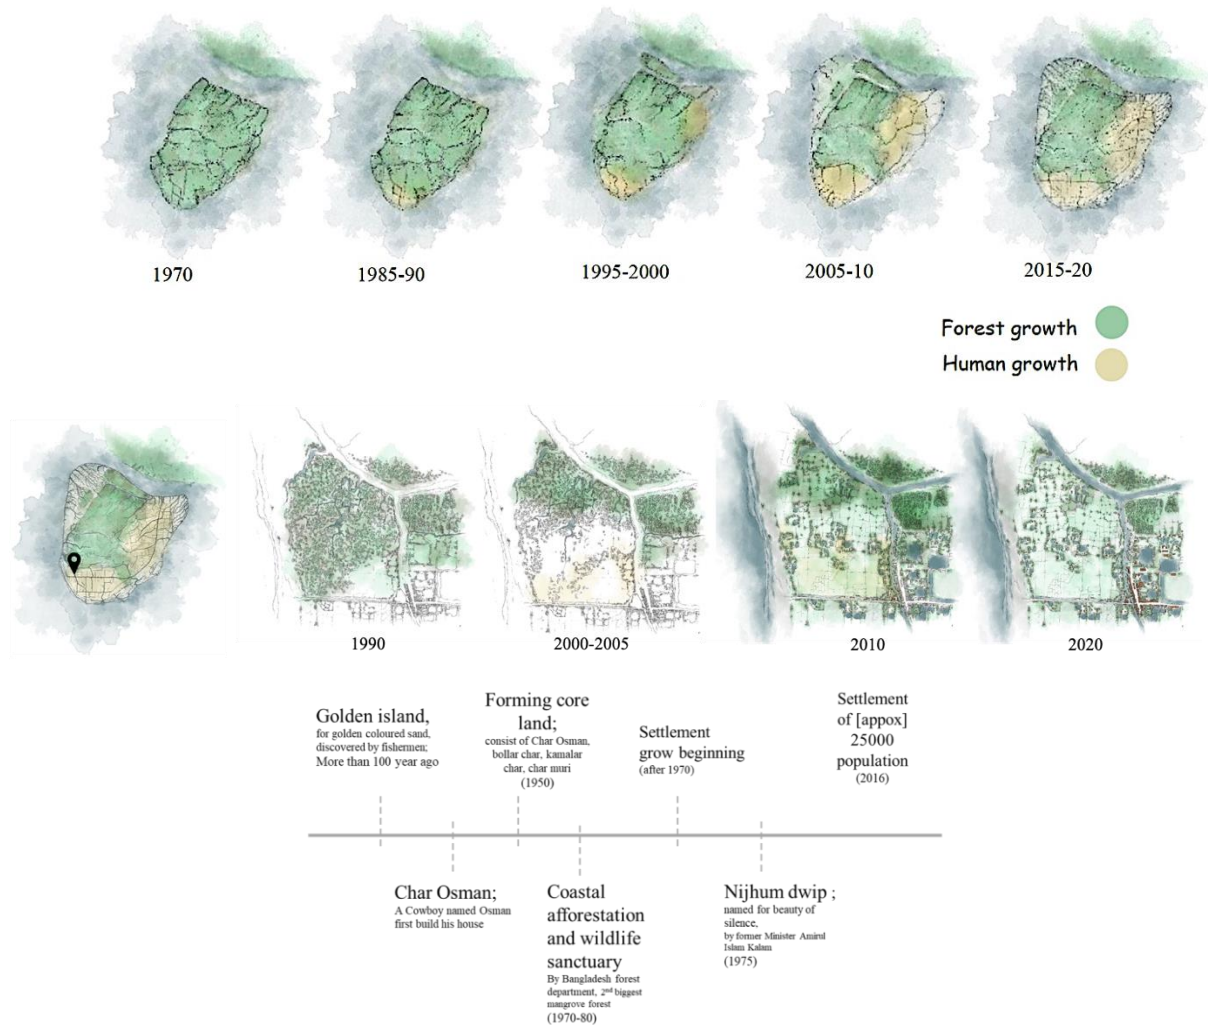 1970
1985-90
1995-2000
2005-10
2015-20
Forest growth
Human growth
1990
2000-2005
2010
2020
Golden island,
for golden coloured sand,
discovered by fishermen;
More than 100 year ago
Forming core
land;
consist of Char Osman,
bollar char, kamalar
char, char muri
(1950)
Settlement
grow beginning
(after 1970)
Settlement
of [appox]
25000
population
(2016)
Char Osman;
A Cowboy named Osman
first build his house
Coastal
afforestation
and wildlife
sanctuary
By Bangladesh forest
department, 2nd biggest
mangrove forest
(1970-80)
Nijhum dwip ;
named for beauty of
silence,
by former Minister Amirul
Islam Kalam
(1975)